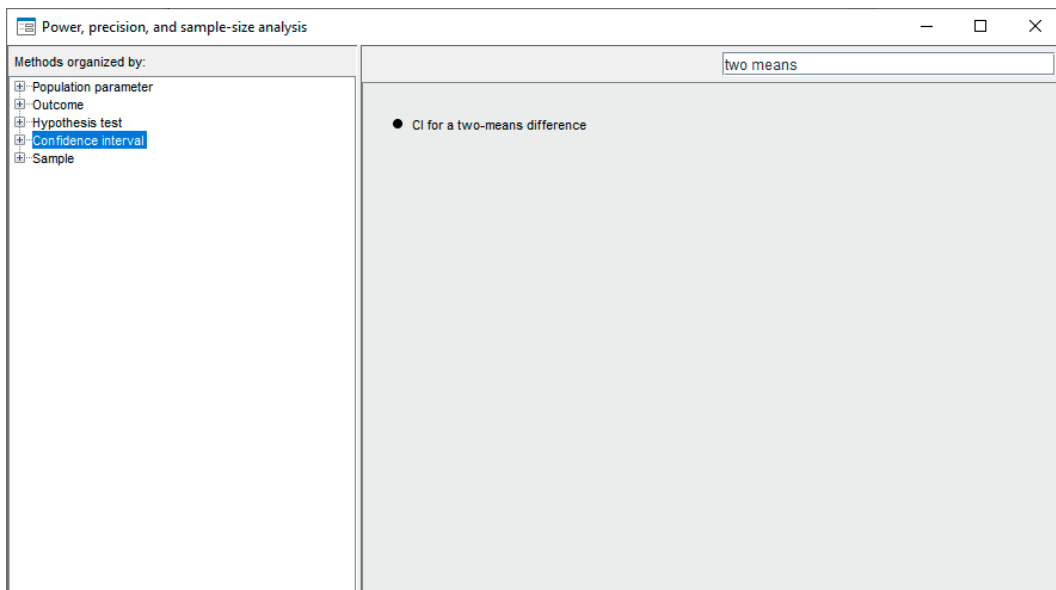 Power, precision, and sample-size analysis
Methods organized by:
Population parameter
Outcome
Hypothesis test
Confidence interval
Sample
two means
CI for a two-means difference